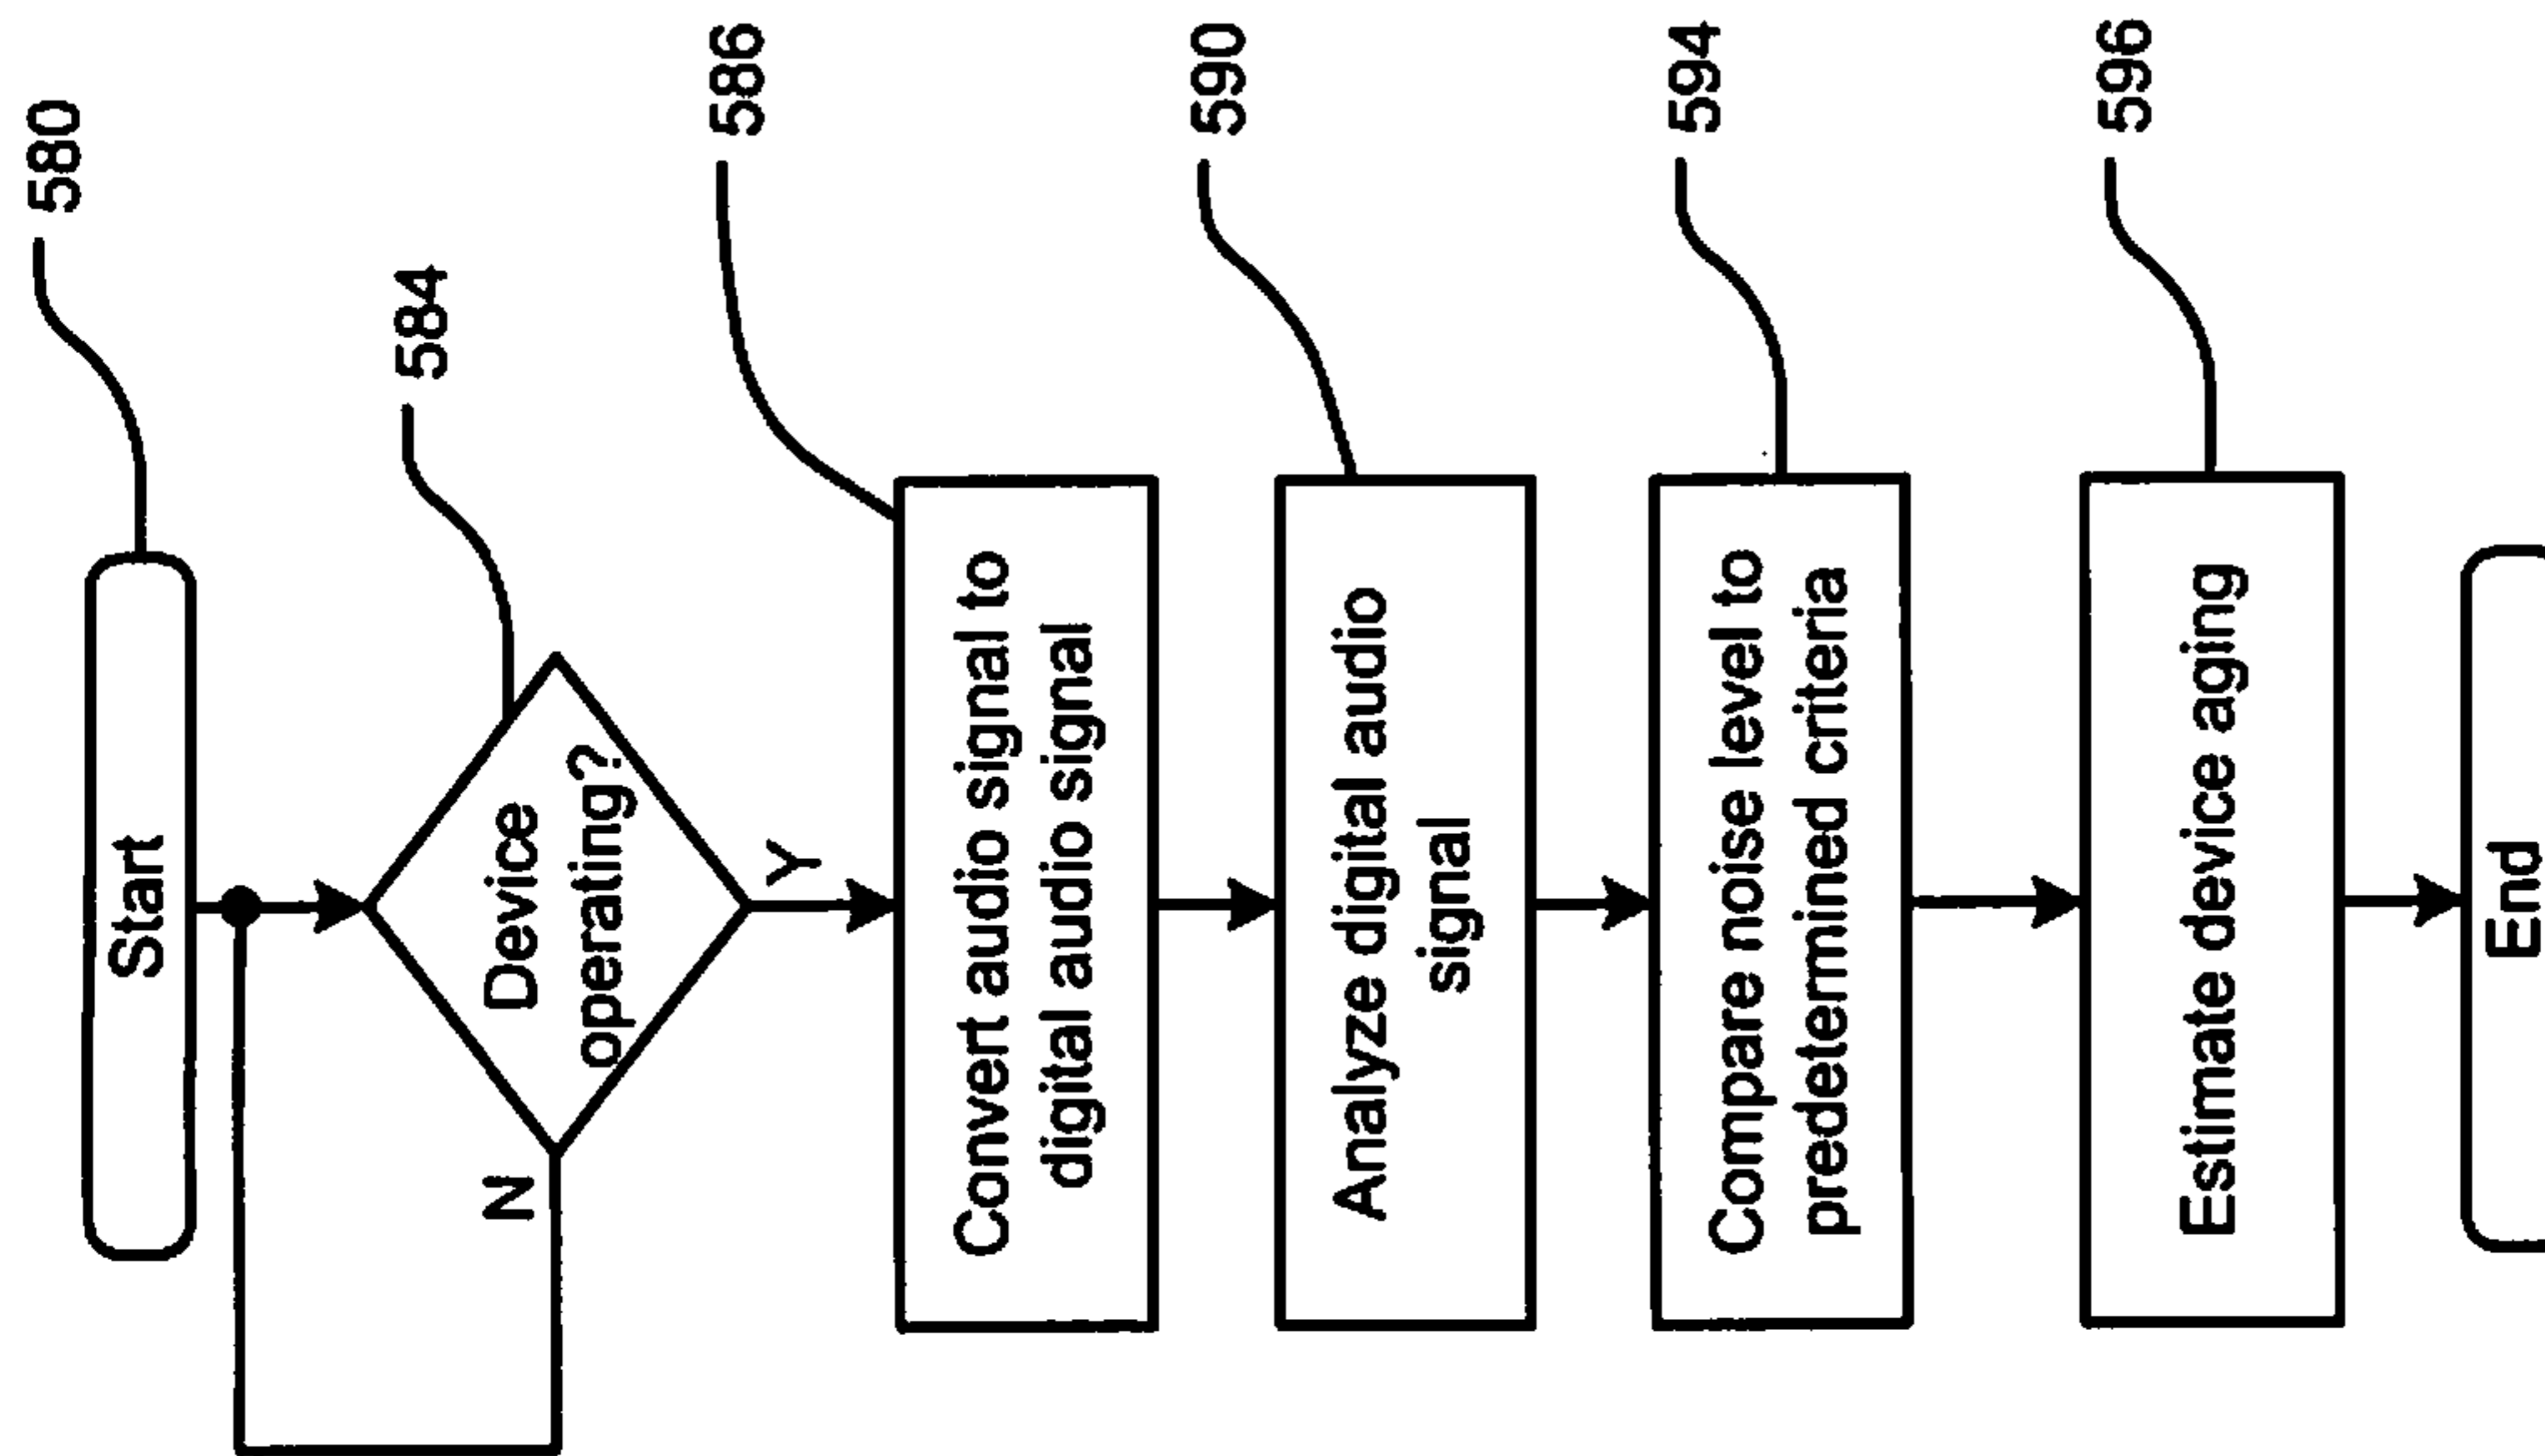 580
Start
584
Device
operating?
N
Y
586
Convert audio signal to
digital audio signal
590
Analyze digital audio
signal
594
Compare noise level to
predetermined criteria
596
Estimate device aging
End